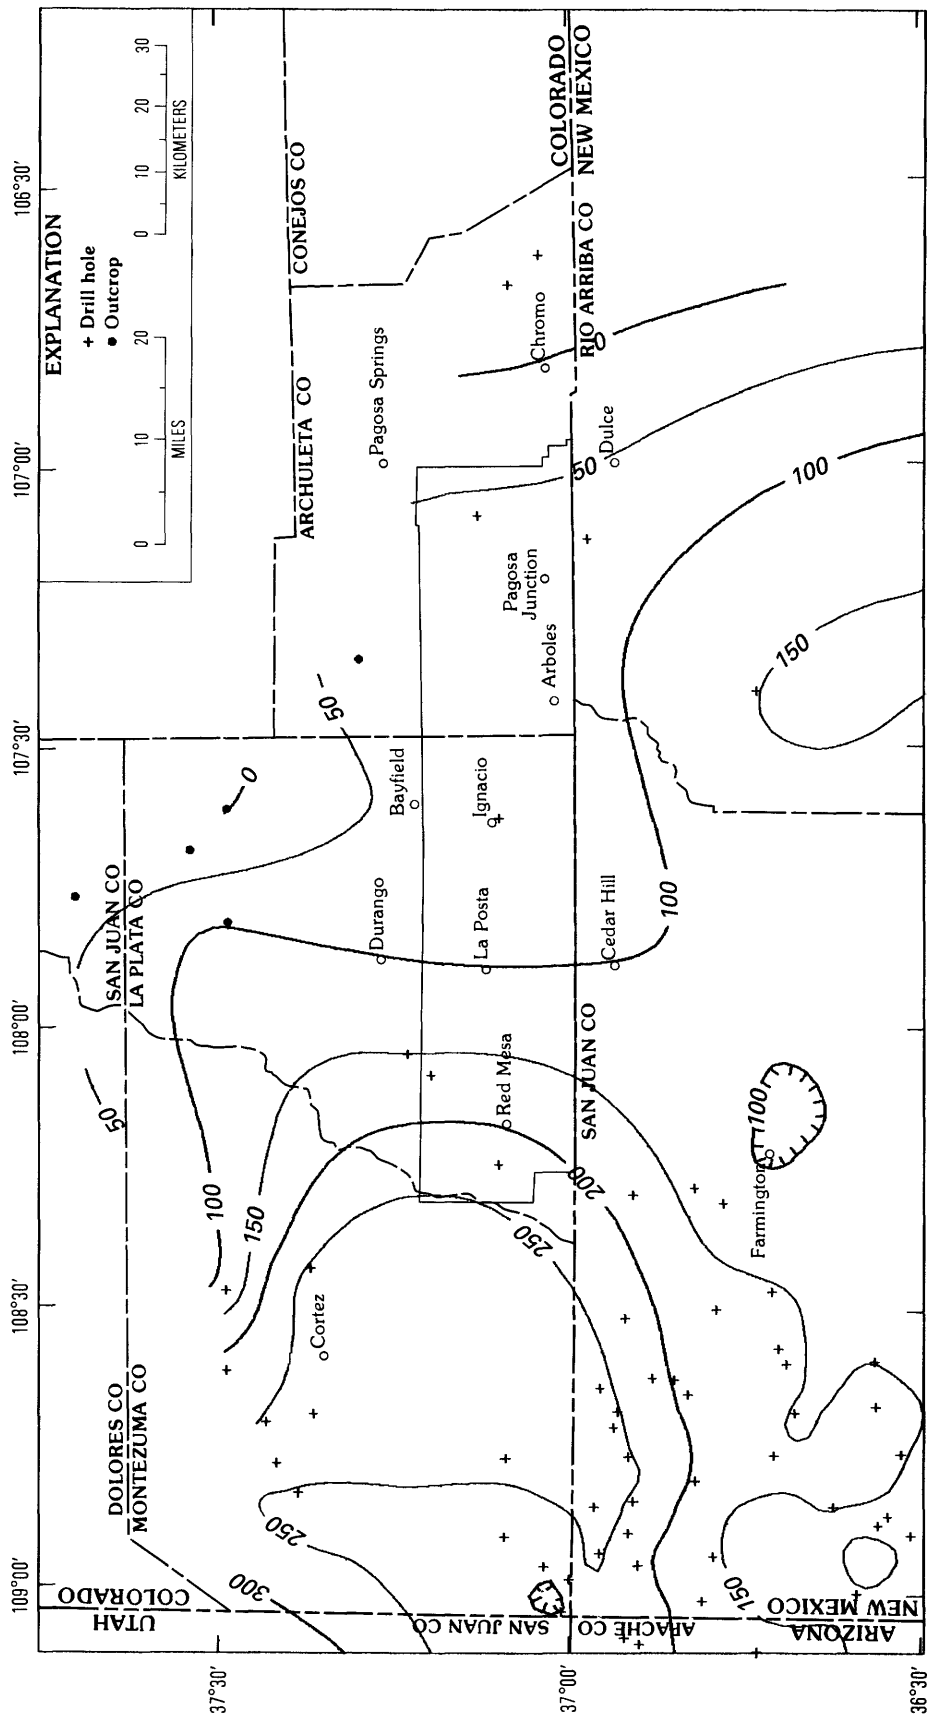 106°30′
107°00′
107°30′
108°00′
108°30′
109°00′
37°30′
37°00′
36°30′
EXPLANATION
+ Drill hole
● Outcrop
0 10 20
MILES
0 10 20 30
KILOMETERS
DOLORES CO
MONTEZUMA CO
SAN JUAN CO
LA PLATA CO
ARCHULETA CO
CONEJOS CO
COLORADO
NEW MEXICO
RIO ARRIBA CO
SAN JUAN CO
UTAH
COLORADO
SAN JUAN CO
APACHE CO
ARIZONA
NEW MEXICO
Pagosa Springs
Chromo
Dulce
Pagosa
Junction
Arboles
Bayfield
Ignacio
Durango
La Posta
Cedar Hill
Red Mesa
Cortez
Farmington
0
50
100
150
50
0
100
50
100
150
200
250
250
300
150
100